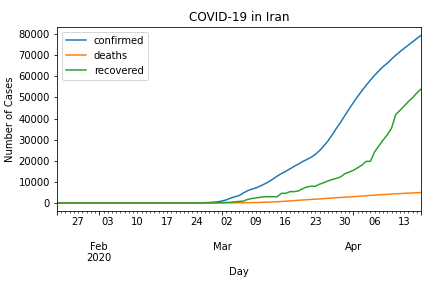 COVID-19 in Iran
confirmed
deaths
recovered
Number of Cases
80000
70000
60000
50000
40000
30000
20000
10000
0
27 03 10 17 24 02 09 16 23 30 06 13
Feb Mar Apr
2020
Day